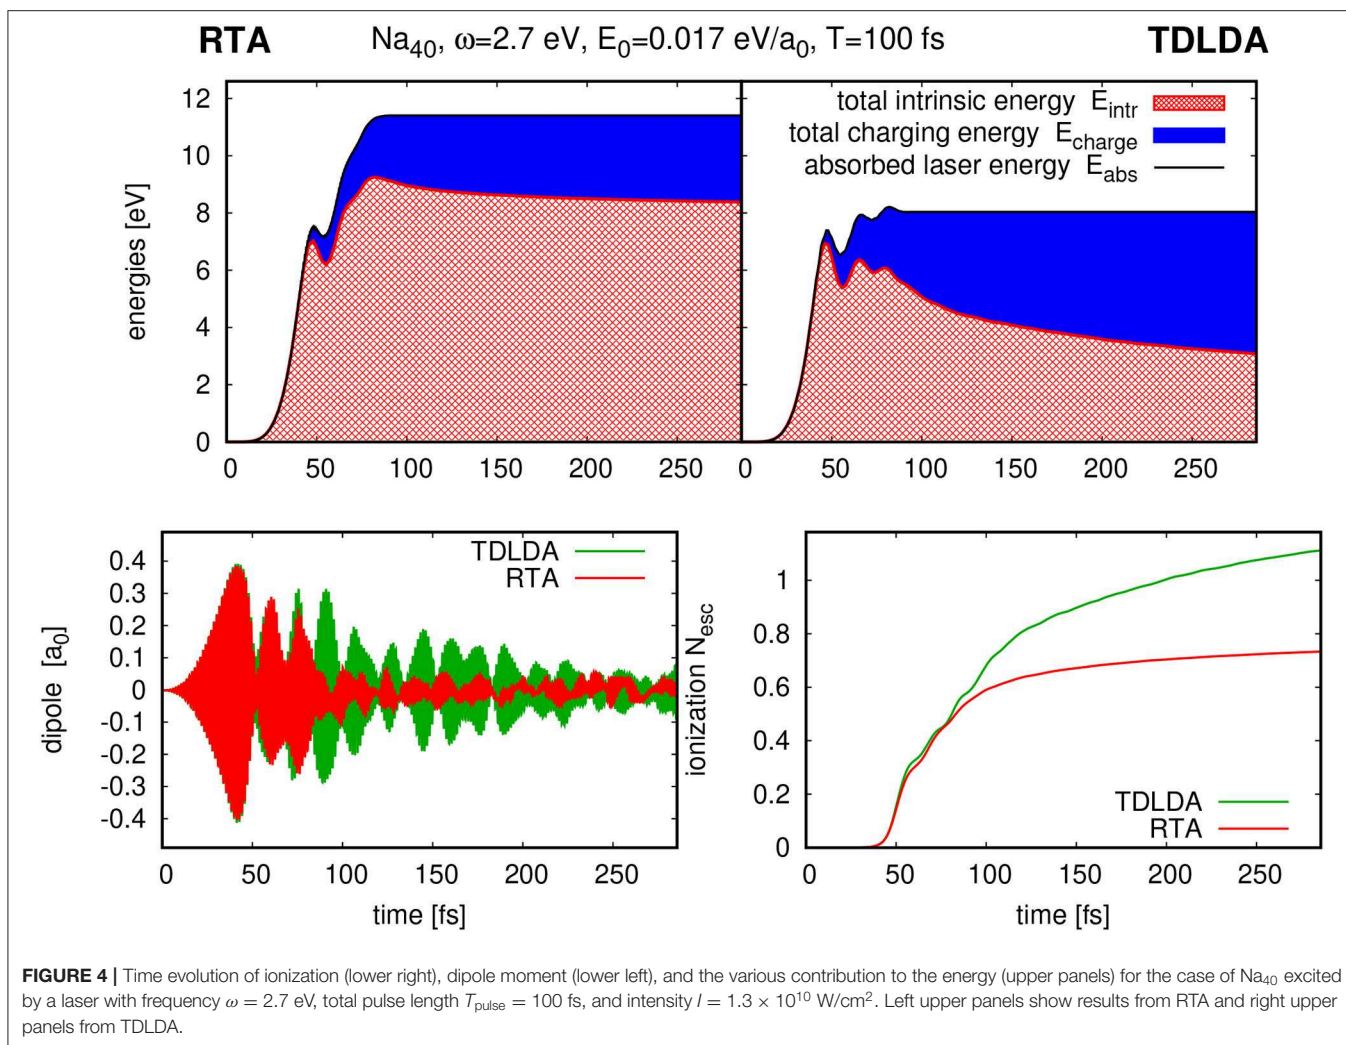 RTA Na40, ω=2.7 eV, E0=0.017 eV/a0, T=100 fs TDLDA
total intrinsic energy Eintr
total charging energy Echarge
absorbed laser energy Eabs
energies [eV]
12
10
8
6
4
2
0
0 50 100 150 200 250 0 50 100 150 200 250
TDLDA
RTA
dipole [a0]
0.4
0.3
0.2
0.1
0
-0.1
-0.2
-0.3
-0.4
0 50 100 150 200 250
time [fs]
ionization Nesc
1
0.8
0.6
0.4
0.2
0
TDLDA
RTA
0 50 100 150 200 250
time [fs]
FIGURE 4 | Time evolution of ionization (lower right), dipole moment (lower left), and the various contribution to the energy (upper panels) for the case of Na40 excited
by a laser with frequency ω = 2.7 eV, total pulse length Tpulse = 100 fs, and intensity I = 1.3 × 10¹⁰ W/cm². Left upper panels show results from RTA and right upper
panels from TDLDA.